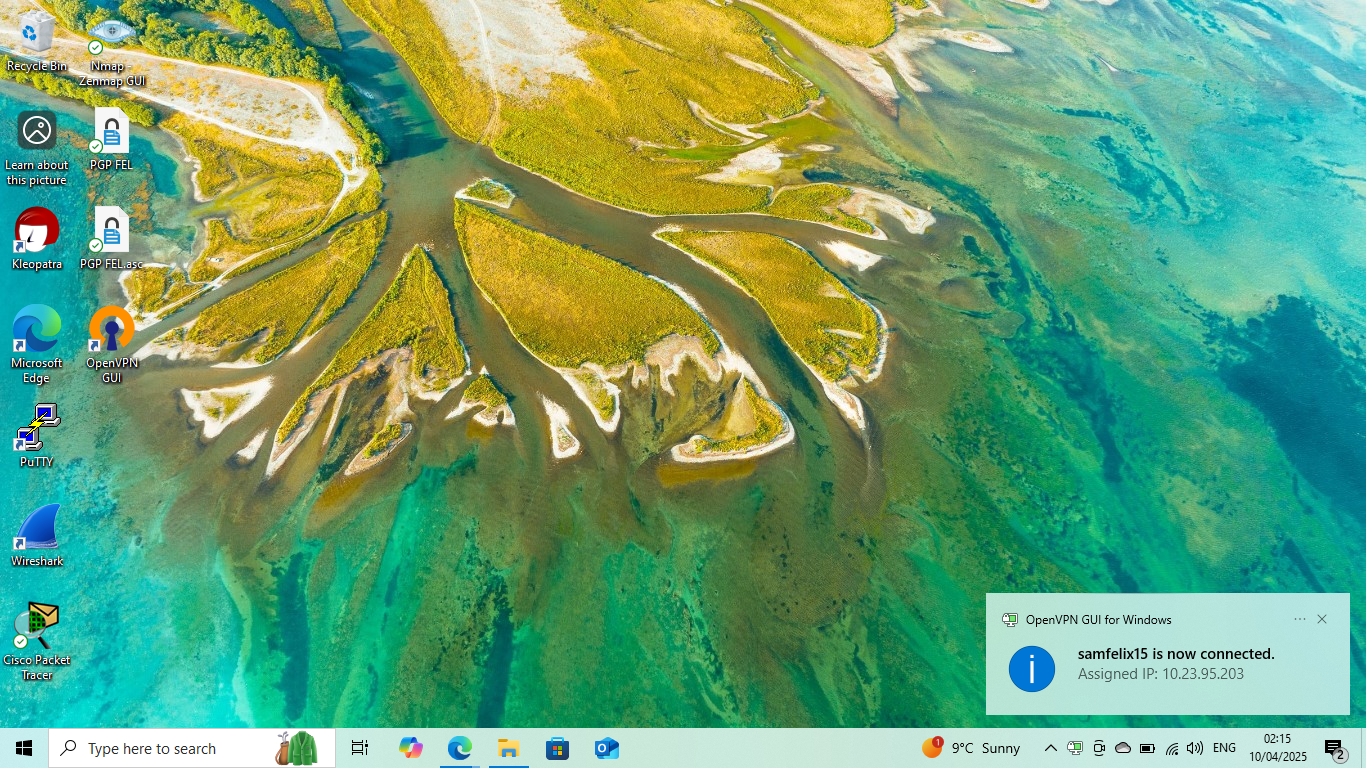 Recycle Bin
Nmap -
Zenmap GUI
Learn about
this picture
PGP FEL
Kleopatra
PGP FEL.asc
Microsoft
Edge
OpenVPN
GUI
PuTTY
Wireshark
Cisco Packet
Tracer
OpenVPN GUI for Windows
samfelix15 is now connected.
Assigned IP: 10.23.95.203
Type here to search
1
9°C Sunny
ENG
02:15
10/04/2025
2